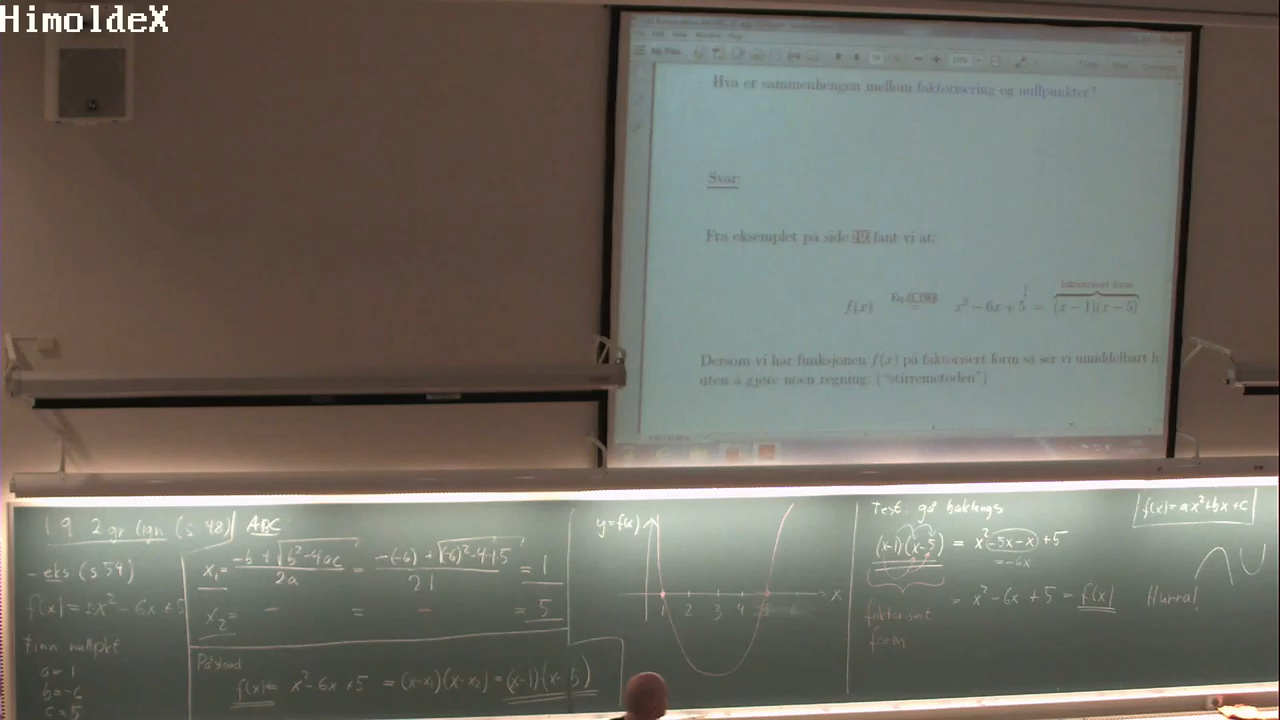 HimoldeX
My Files
Hva er sammenhengen mellom faktorisering og nullpunkter?
Svar:
Fra eksemplet på side 49 fant vi at:
faktorisert form
f(x) = x² − 6x + 5 = (x − 1)(x − 5)
Dersom vi har funksjonen f(x) på faktorisert form så ser vi umiddelbart
uten å gjøre noen regning: ("stirremetoden")
1.9 2.gr lign (s 48) ABC:
- eks (s 54)
f(x) = 1x² - 6x + 5
Finn nullpkt
a = 1
b = -6
c = 5
x₁ = -b + √b² - 4ac / 2a = -(-6) + √(-6)² - 4·1·5 / 2·1 = 1
x₂ = - = - = 5
Påstand
f(x) = x² - 6x + 5 = (x-x₁)(x-x₂) = (x-1)(x-5)
y = f(x)
1 2 3 4 5 6 x
Test: gå baklengs
(x-1)(x-5) = x² - 5x - x + 5
= -6x
= x² - 6x + 5 = f(x) Hurra!
faktorisert
form
f(x) = ax² + bx + c